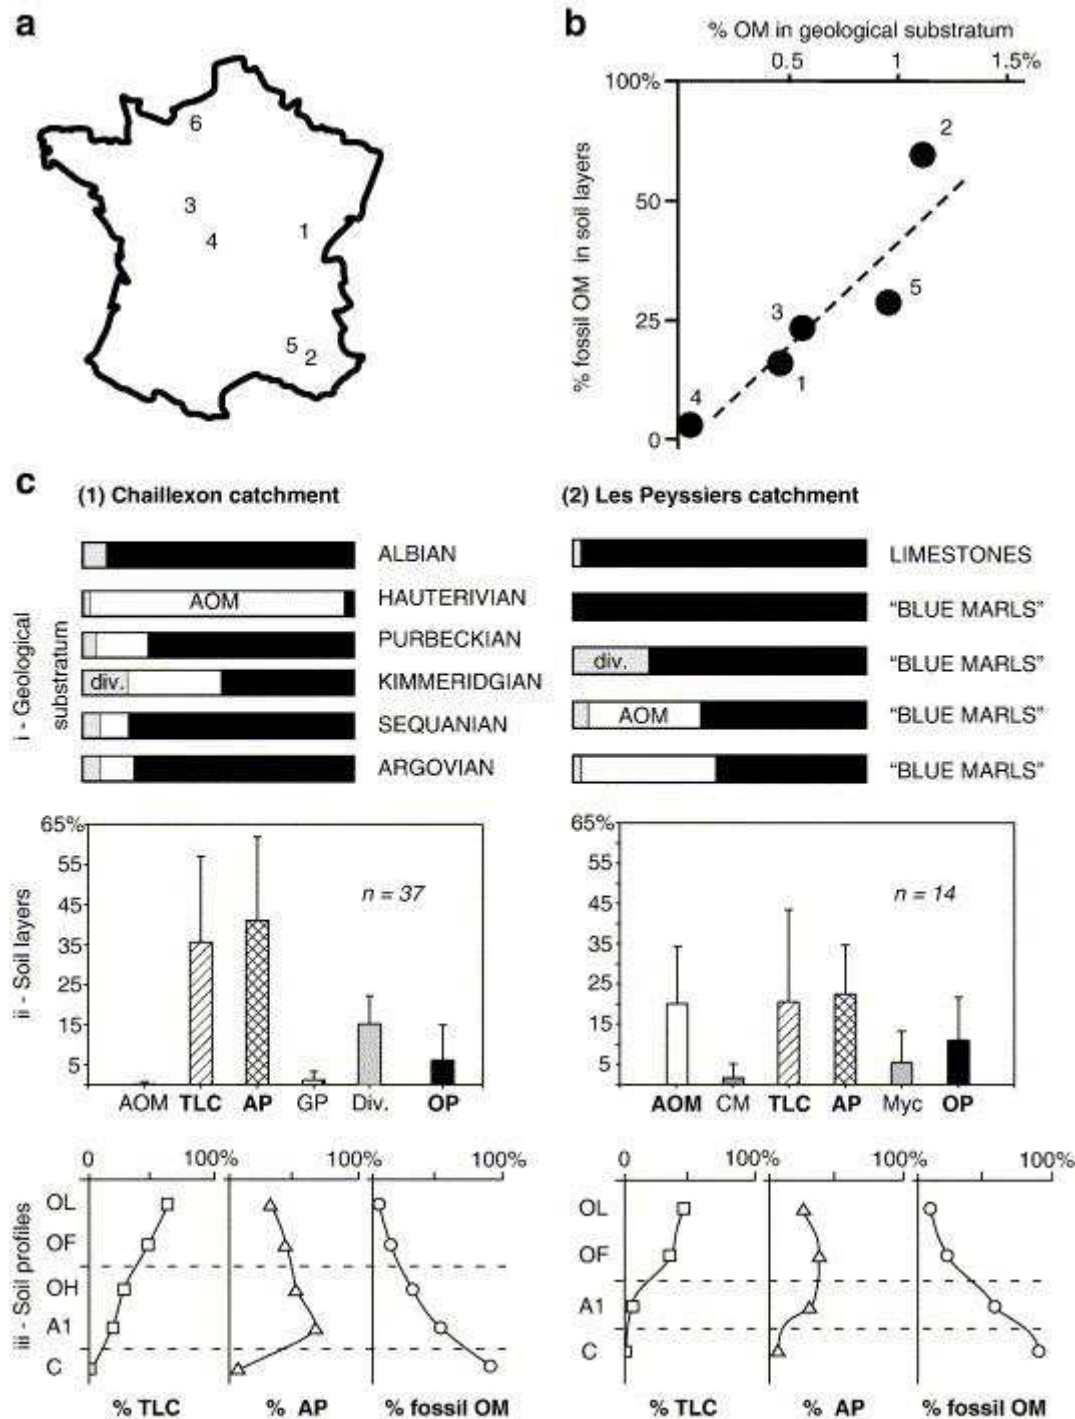 a
6
3
4
1
5
2
b
% OM in geological substratum
0.5 1 1.5%
100%
50
25
0
% fossil OM in soil layers
2
5
3
1
4
c
(1) Chaillexon catchment
i - Geological
substratum
ALBIAN
AOM
HAUTERIVIAN
PURBECKIAN
div.
KIMMERIDGIAN
SEQUANIAN
ARGOVIAN
(2) Les Peyssiers catchment
LIMESTONES
“BLUE MARLS”
div.
“BLUE MARLS”
AOM
“BLUE MARLS”
“BLUE MARLS”
ii - Soil layers
65%
55
45
35
25
15
5
n = 37
AOM TLC AP GP Div. OP
65%
55
45
35
25
15
5
n = 14
AOM CM TLC AP Myc OP
iii - Soil profiles
0 100% 100% 100%
OL
OF
OH
A1
C
% TLC % AP % fossil OM
0 100% 100% 100%
OL
OF
A1
C
% TLC % AP % fossil OM